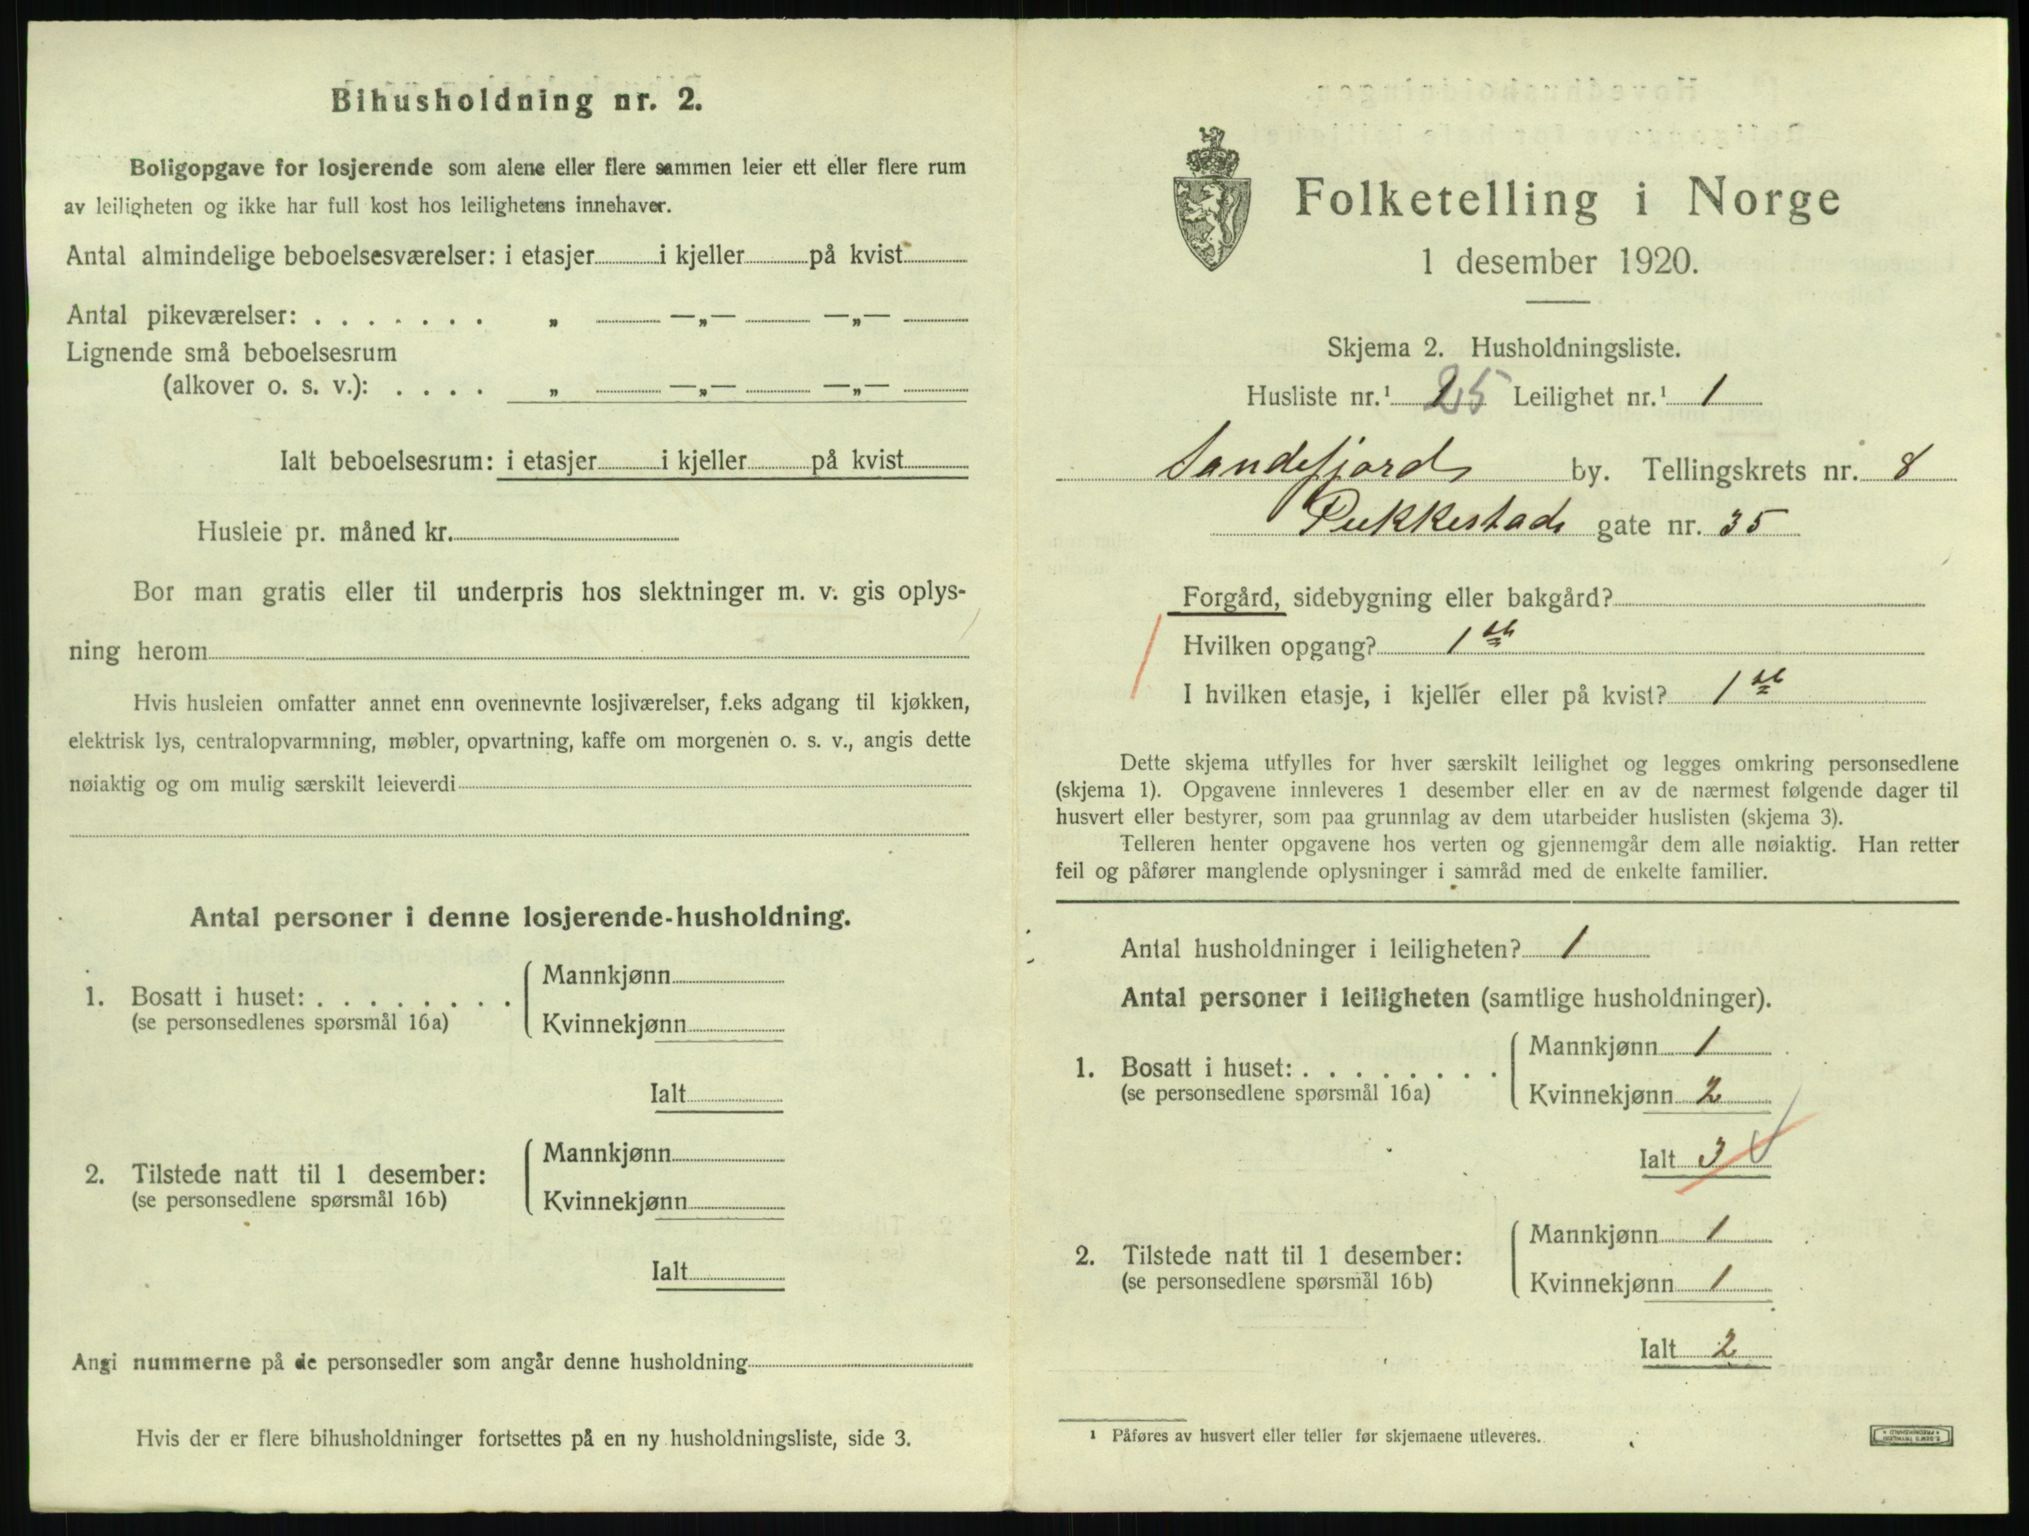 Bihusholdning nr. 2.
Boligopgave for losjerende som alene eller flere sammen leier ett eller flere rum
av leiligheten og ikke har full kost hos leilighetens innehaver.
Antal almindelige beboelsesværelser: i etasjer i kjeller på kvist
Antal pikeværelser: . . . . . . . „ —„— —„—
Lignende små beboelsesrum
(alkover o. s. v.): . . . . „ —„— —„—
Ialt beboelsesrum: i etasjer i kjeller på kvist
Husleie pr. måned kr.
Bor man gratis eller til underpris hos slektninger m. v. gis oplys-
ning herom
Hvis husleien omfatter annet enn ovennevnte losjiværelser, f.eks adgang til kjøkken,
elektrisk lys, centralopvarmning, møbler, opvartning, kaffe om morgenen o. s. v., angis dette
nøiaktig og om mulig særskilt leieverdi
Antal personer i denne losjerende-husholdning.
1. Bosatt i huset: . . . . . . . .
(se personsedlenes spørsmål 16a)
Mannkjønn
Kvinnekjønn
Ialt
2. Tilstede natt til 1 desember:
(se personsedlene spørsmål 16b)
Mannkjønn
Kvinnekjønn
Ialt
Angi nummerne på de personsedler som angår denne husholdning
Hvis der er flere bihusholdninger fortsettes på en ny husholdningsliste, side 3.
Folketelling i Norge
1 desember 1920.
Skjema 2. Husholdningsliste.
Husliste nr.¹ 25 Leilighet nr.¹ 1
Sandefjords by. Tellingskrets nr. 8
Pukkestads gate nr. 35
Forgård, sidebygning eller bakgård?
Hvilken opgang? 1
I hvilken etasje, i kjeller eller på kvist? 1
Dette skjema utfylles for hver særskilt leilighet og legges omkring personsedlene
(skjema 1). Opgavene innleveres 1 desember eller en av de nærmest følgende dager til
husvert eller bestyrer, som paa grunnlag av dem utarbeider huslisten (skjema 3).
Telleren henter opgavene hos verten og gjennemgår dem alle nøiaktig. Han retter
feil og påfører manglende oplysninger i samråd med de enkelte familier.
Antal husholdninger i leiligheten? 1
Antal personer i leiligheten (samtlige husholdninger).
1. Bosatt i huset: . . . . . . . .
(se personsedlene spørsmål 16a)
Mannkjønn 1
Kvinnekjønn 2
Ialt 3
2. Tilstede natt til 1 desember:
(se personsedlene spørsmål 16b)
Mannkjønn 1
Kvinnekjønn 1
Ialt 2
¹ Påføres av husvert eller teller før skjemaene utleveres.